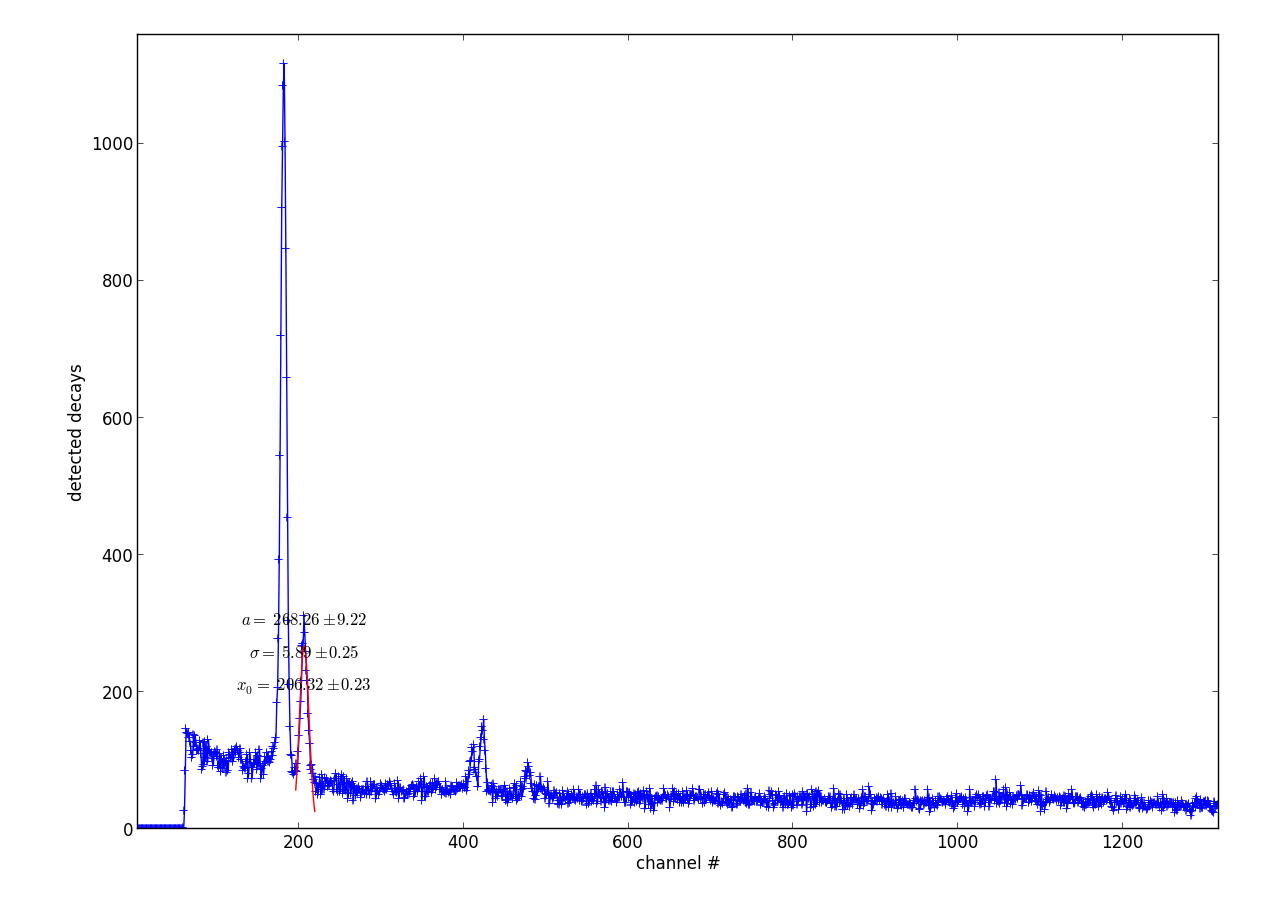 1000
800
600
400
200
0
detected decays
a = 268.26 ±9.22
σ = 5.89 ±0.25
x₀ = 206.32 ±0.23
200 400 600 800 1000 1200
channel #